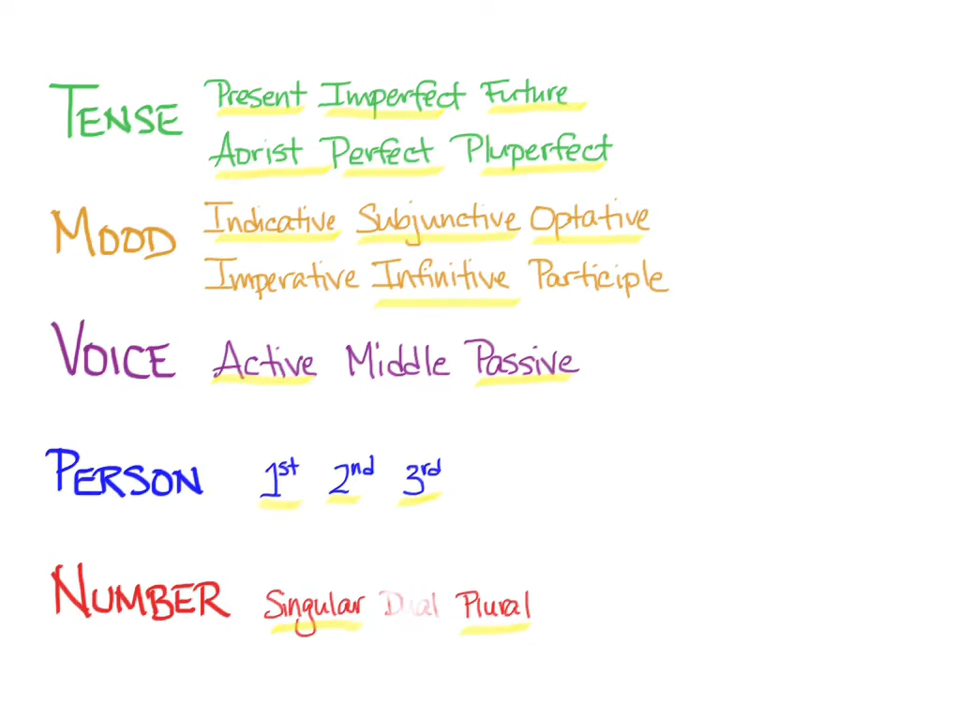 TENSE Present Imperfect Future
Aorist Perfect Pluperfect
MOOD Indicative Subjunctive Optative
Imperative Infinitive Participle
VOICE Active Middle Passive
PERSON 1st 2nd 3rd
NUMBER Singular Dual Plural